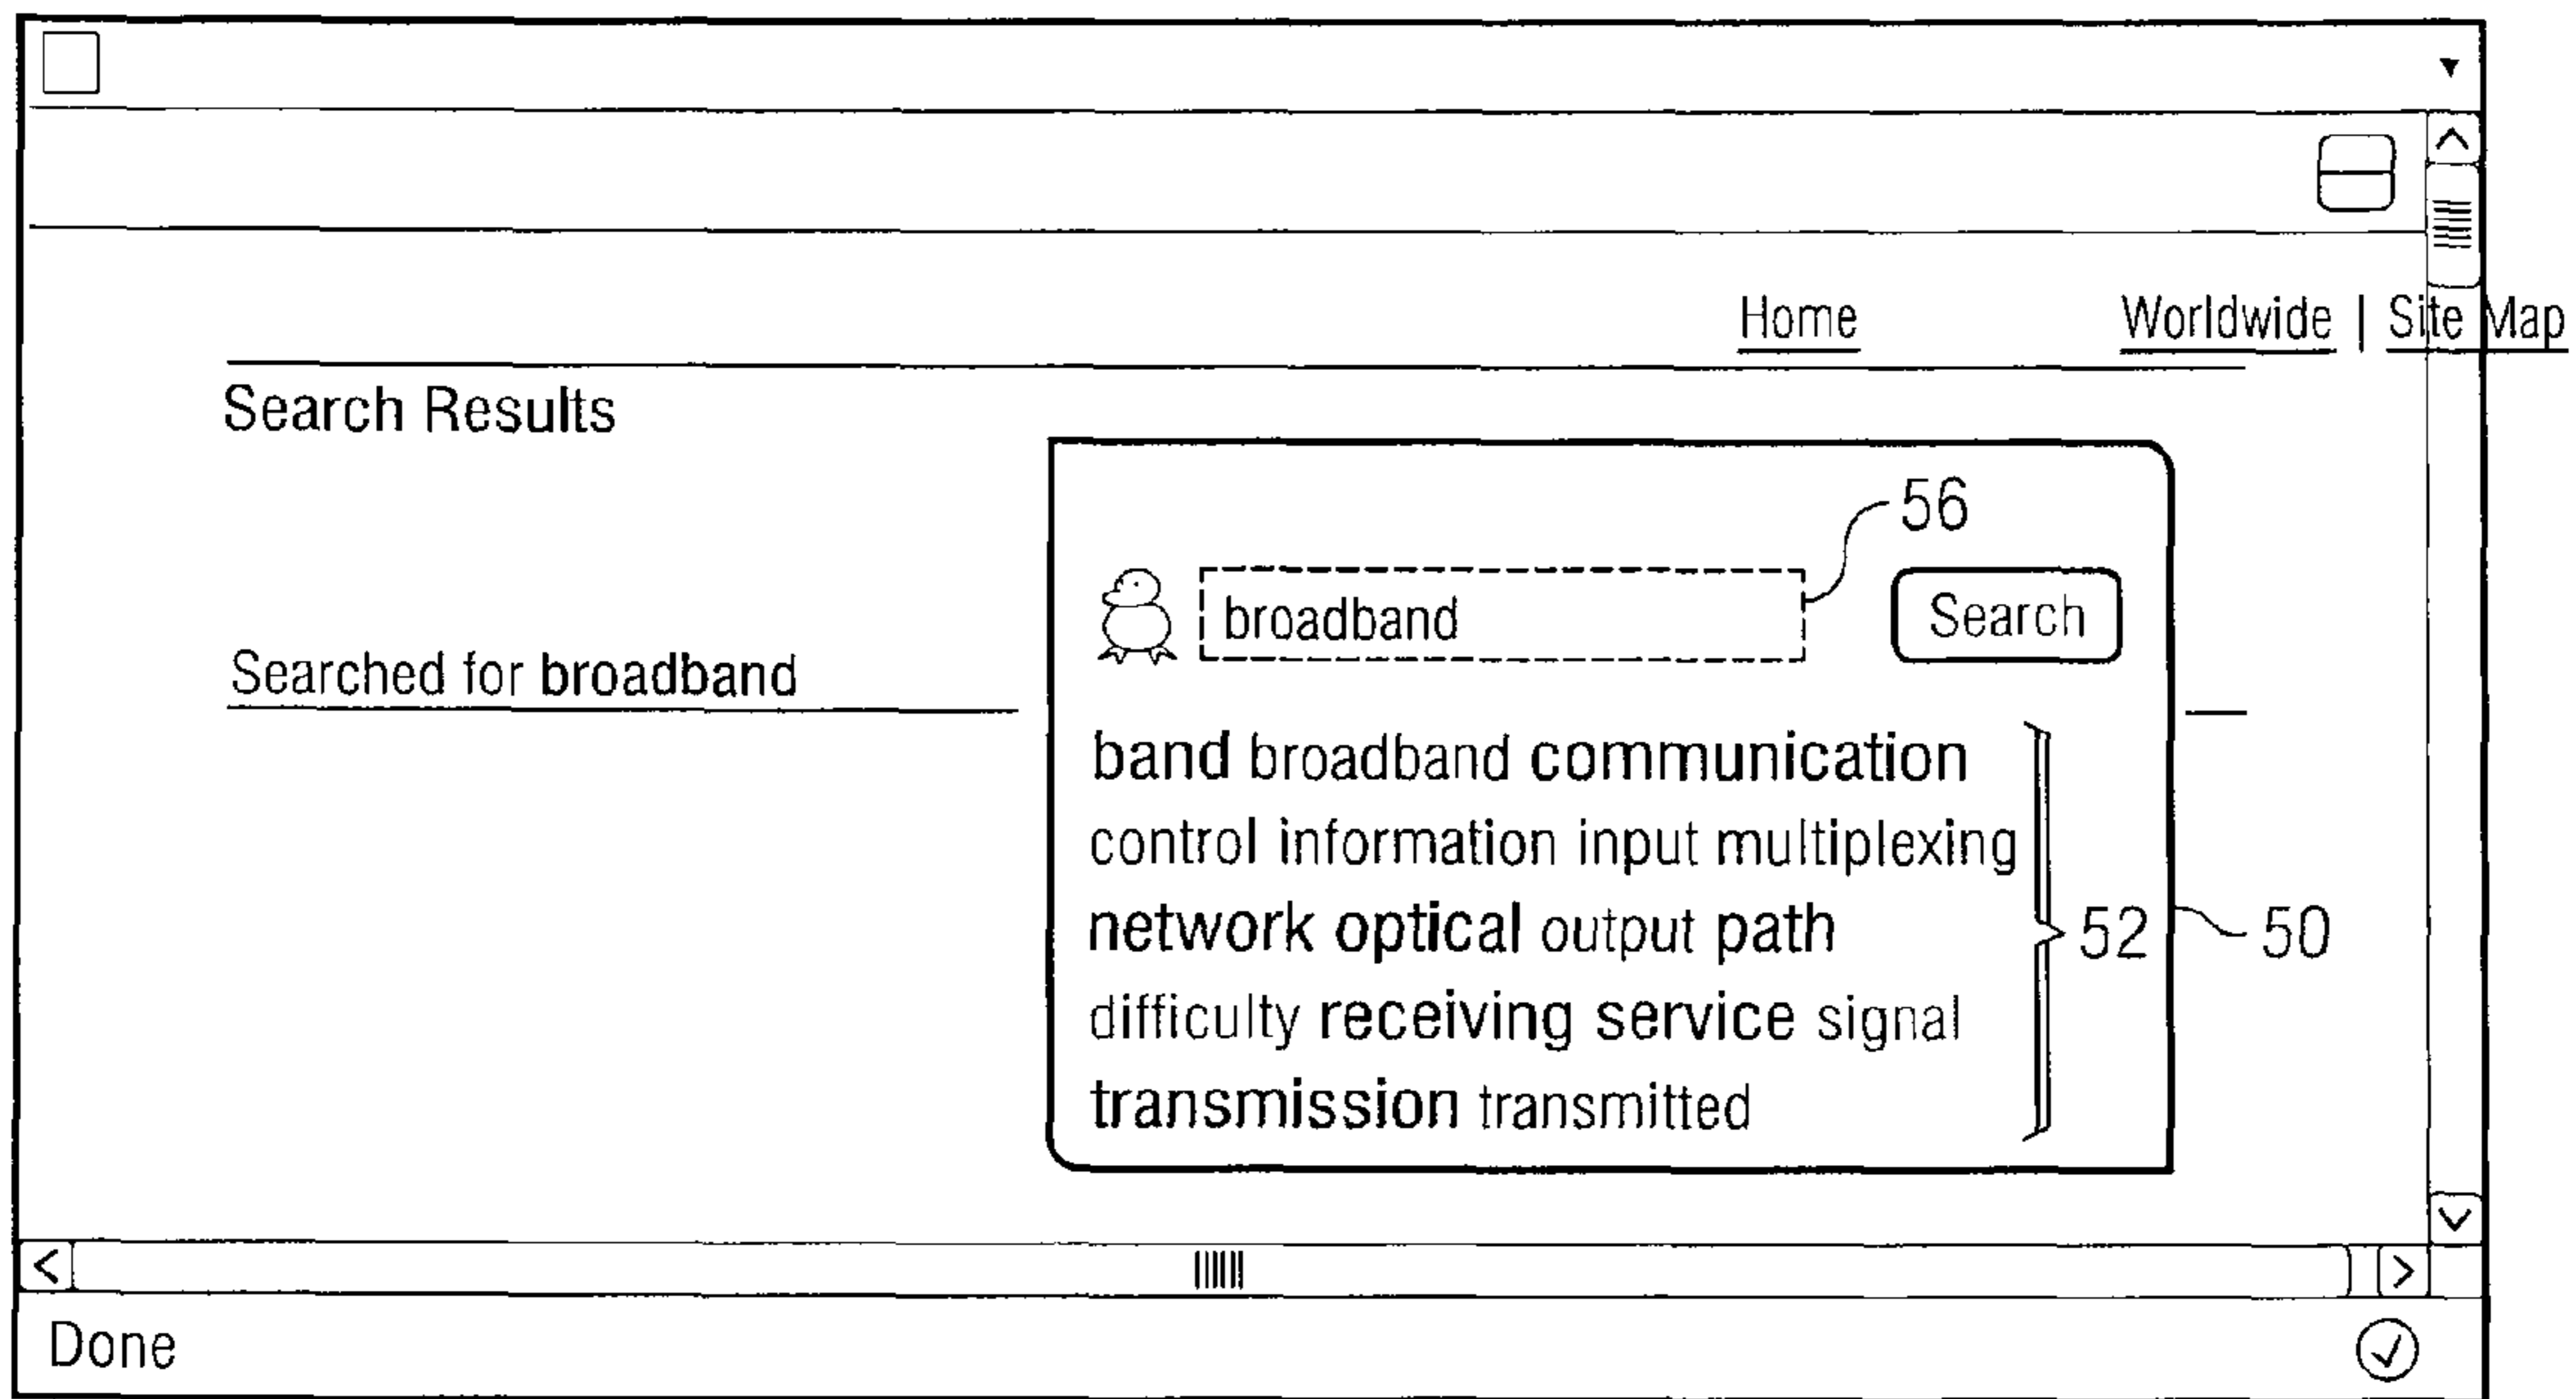 Home Worldwide | Site Map
Search Results
56
broadband Search
Searched for broadband
band broadband communication
control information input multiplexing
network optical output path
52 50
difficulty receiving service signal
transmission transmitted
Done